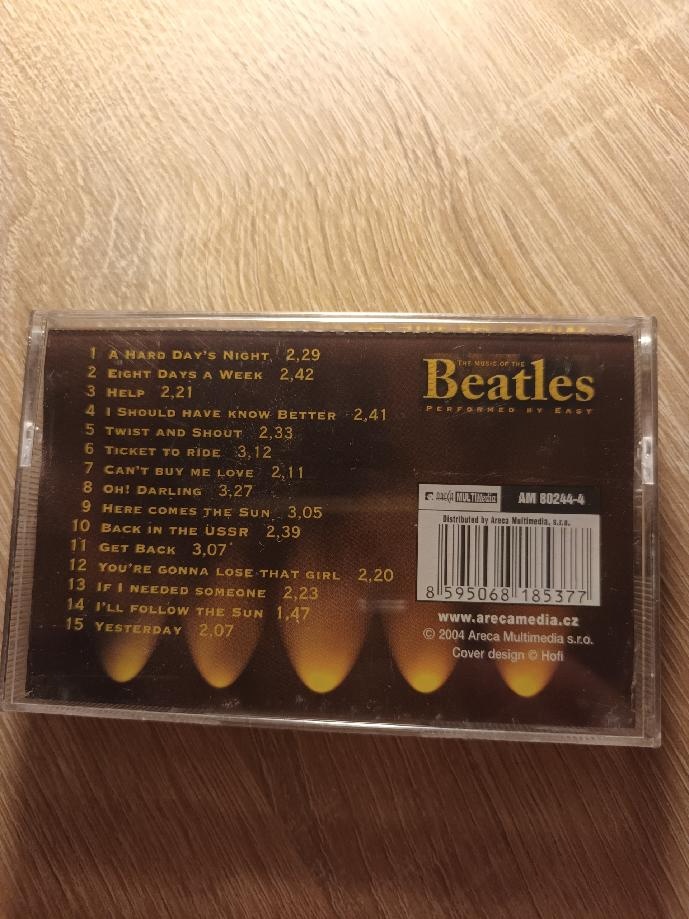 1 A Hard Day's Night, 2,29
2 Eight Days a Week 2,42
3 Help 2,21
4 I Should have know Better 2,41
5 Twist and Shout 2,33
6 Ticket to ride 3,12
7 Can't buy me love 2,11
8 Oh! Darling 3,27
9 Here comes the Sun 3,05
10 Back in the USSR 2,39
11 Get Back 3,07
12 You're gonna lose that girl 2,20
13 If I needed someone 2,23
14 I'll follow the Sun 1,47
15 Yesterday 2,07
The Music of the
Beatles
Performed by Easy
Areca MULTIMedia AM 80244-4
Distributed by Areca Multimedia, s.r.o.
8 595068 185377
www.arecamedia.cz
© 2004 Areca Multimedia s.r.o.
Cover design © Hofi